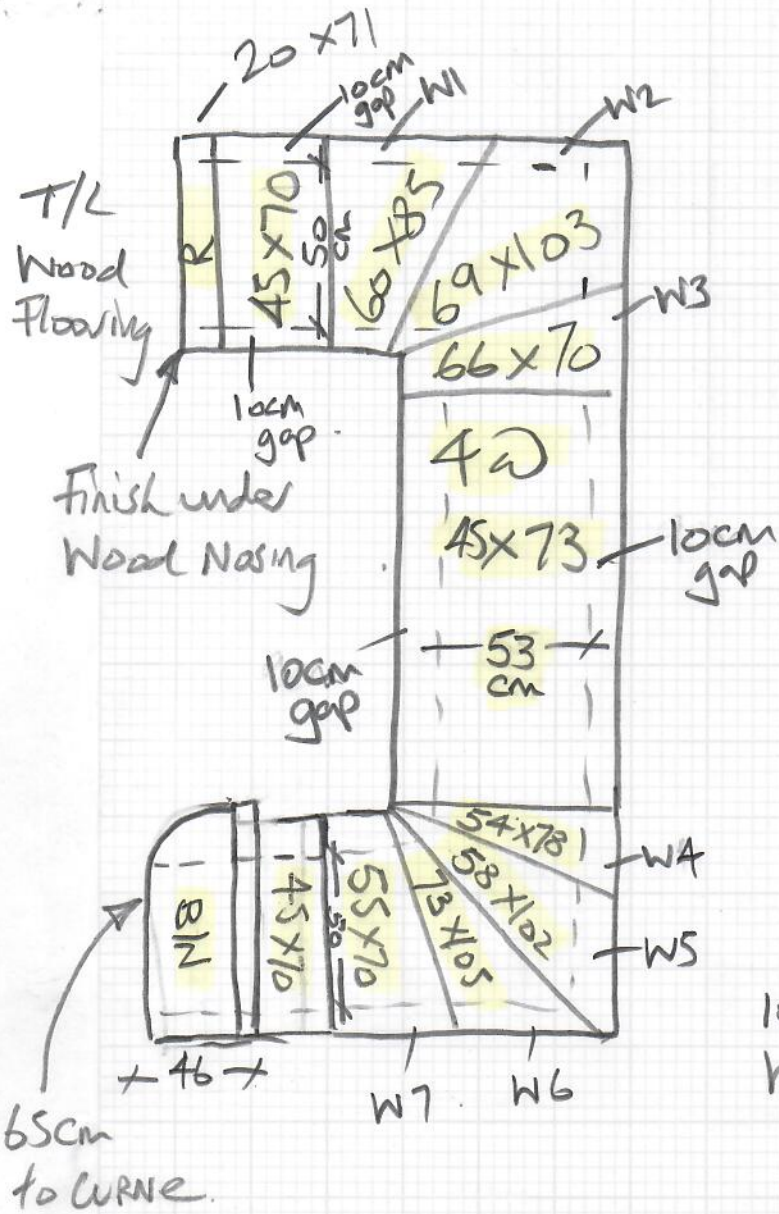 20 x 71
10cm
gap
W1
W2
T/L
Wood
Flooring
R
45 x 70
50
cm
60 x 85
69 x 103
W3
66 x 70
10cm
gap
Finish under
Wood Nosing
4 @
45 x 73
10cm
gap
53
cm
10cm
gap
54 x 78
W4
58 x 102
73 x 105
W5
B/N
45 x 70
55 x 70
50
46
W7
W6
65cm
to CURNE.